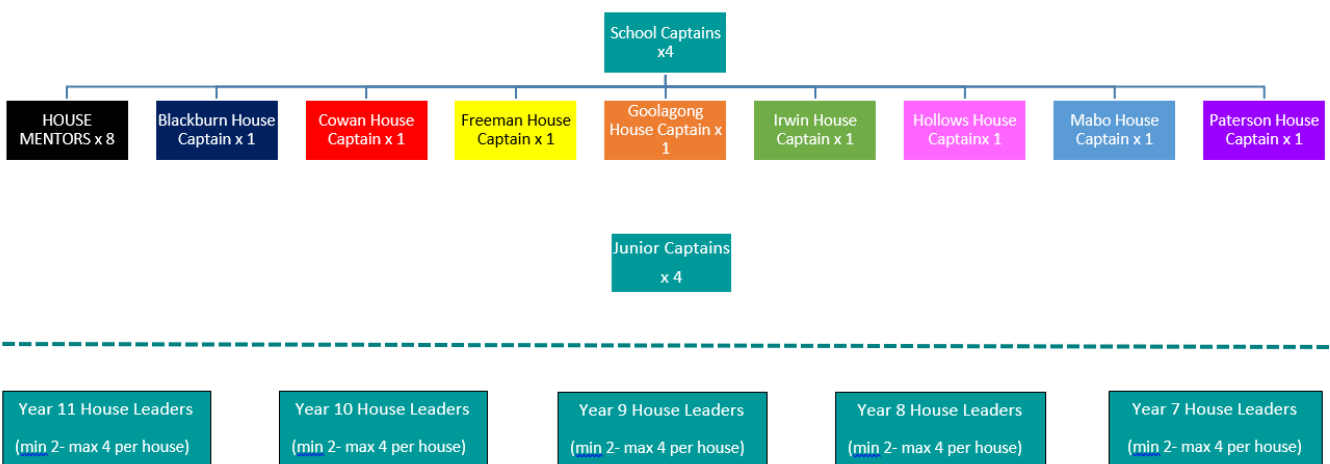 School Captains
x4
HOUSE
MENTORS x 8
Blackburn House
Captain x 1
Cowan House
Captain x 1
Freeman House
Captain x 1
Goolagong
House Captain x
1
Irwin House
Captain x 1
Hollows House
Captainx 1
Mabo House
Captain x 1
Paterson House
Captain x 1
Junior Captains
x 4
Year 11 House Leaders
(min 2- max 4 per house)
Year 10 House Leaders
(min 2- max 4 per house)
Year 9 House Leaders
(min 2- max 4 per house)
Year 8 House Leaders
(min 2- max 4 per house)
Year 7 House Leaders
(min 2- max 4 per house)